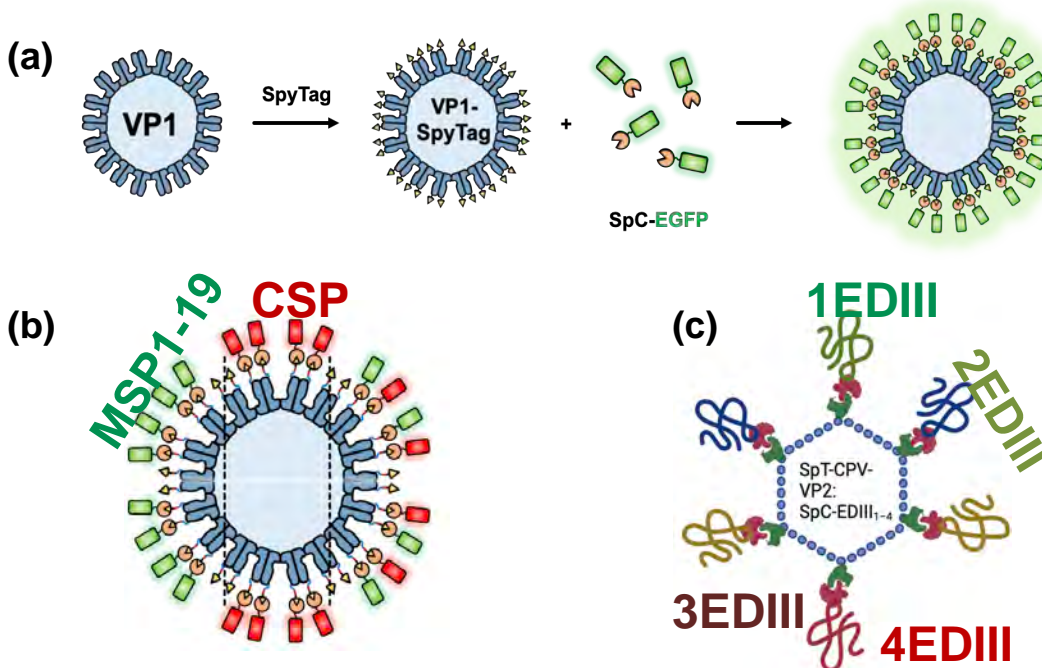 (a)
VP1
SpyTag
VP1-
SpyTag
+
SpC-EGFP
(b)
MSP1-19
CSP
(c)
1EDIII
2EDIII
SpT-CPV-
VP2:
SpC-EDIII₁₋₄
3EDIII
4EDIII